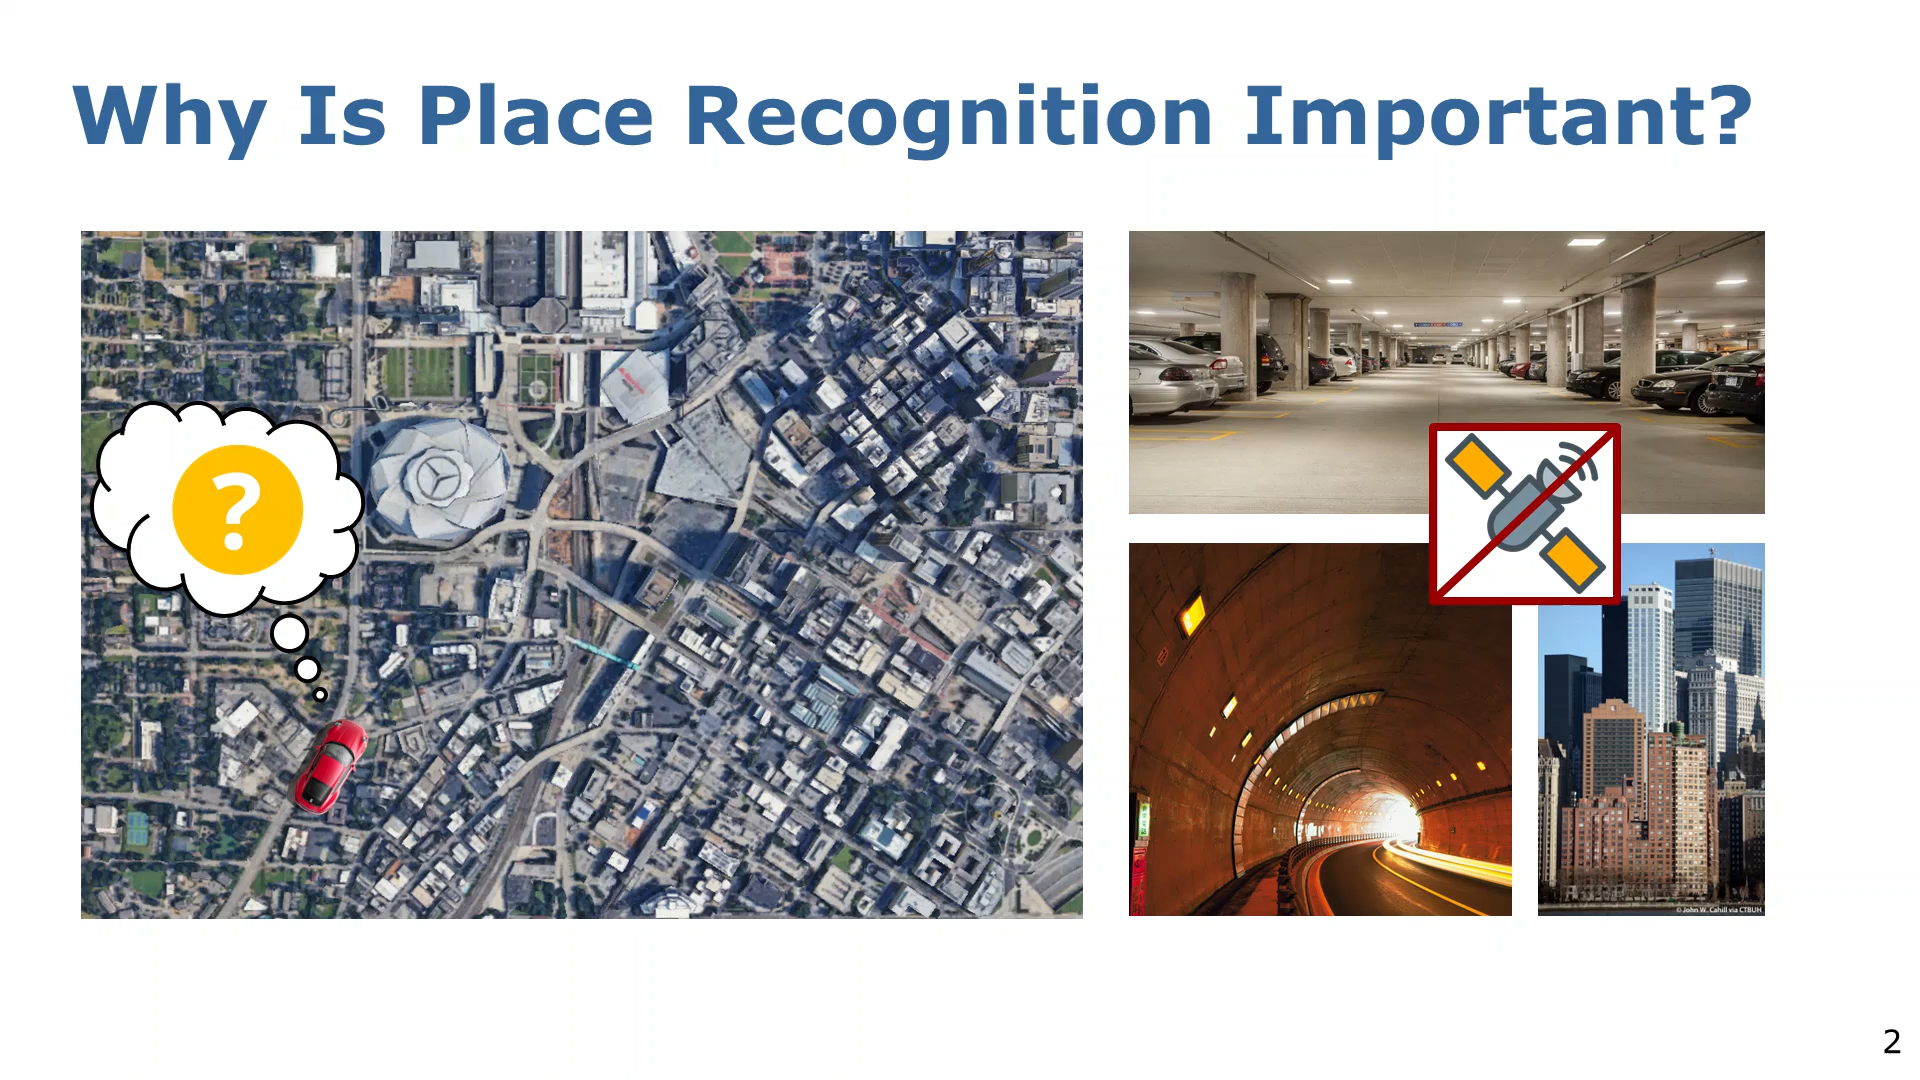 Why Is Place Recognition Important?
?
© John W. Cahill via CTBUH
2